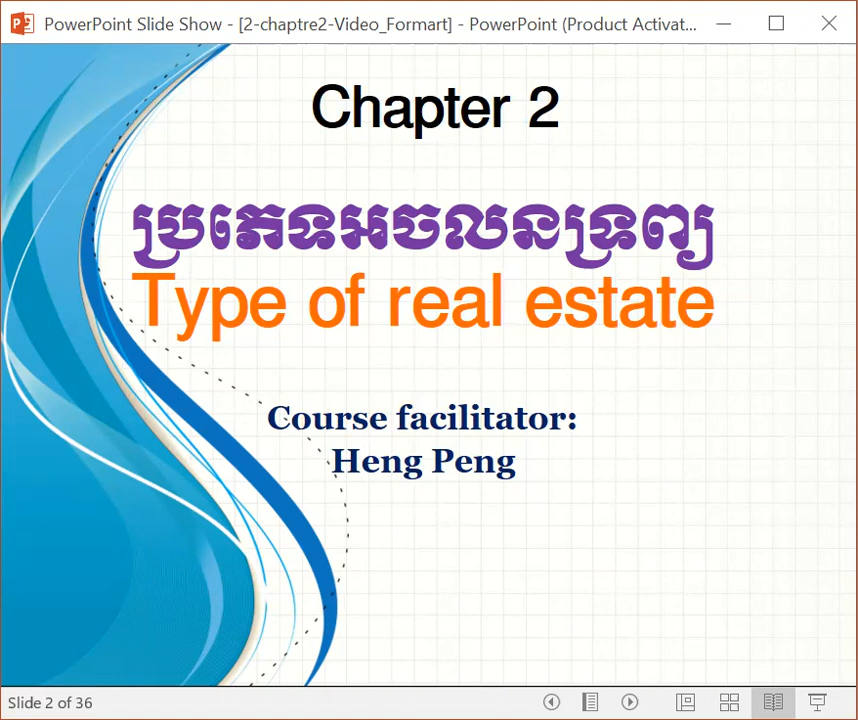 PowerPoint Slide Show - [2-chaptre2-Video_Formart] - PowerPoint (Product Activat...
Chapter 2
ប្រភេទអចលនទ្រព្យ
Type of real estate
Course facilitator:
Heng Peng
Slide 2 of 36